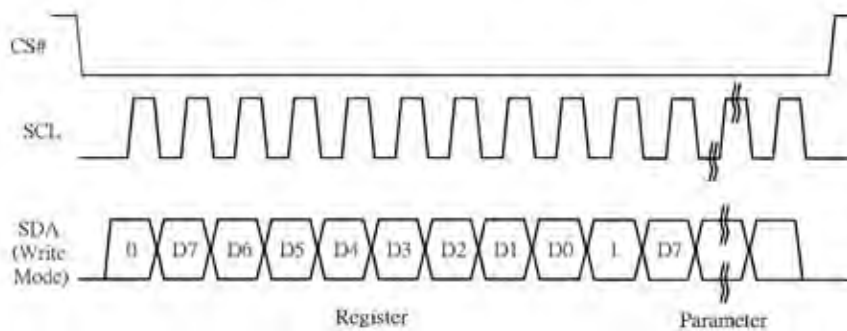 CS#
SCL
SDA
(Write
Mode)
0 D7 D6 D5 D4 D3 D2 D1 D0 1 D7
Register Parameter